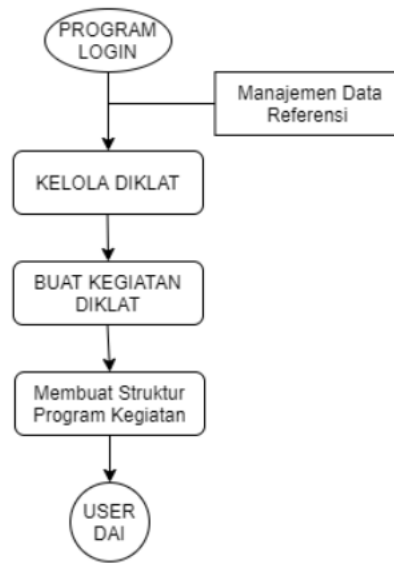 PROGRAM
LOGIN
Manajemen Data
Referensi
KELOLA DIKLAT
BUAT KEGIATAN
DIKLAT
Membuat Struktur
Program Kegiatan
USER
DAI